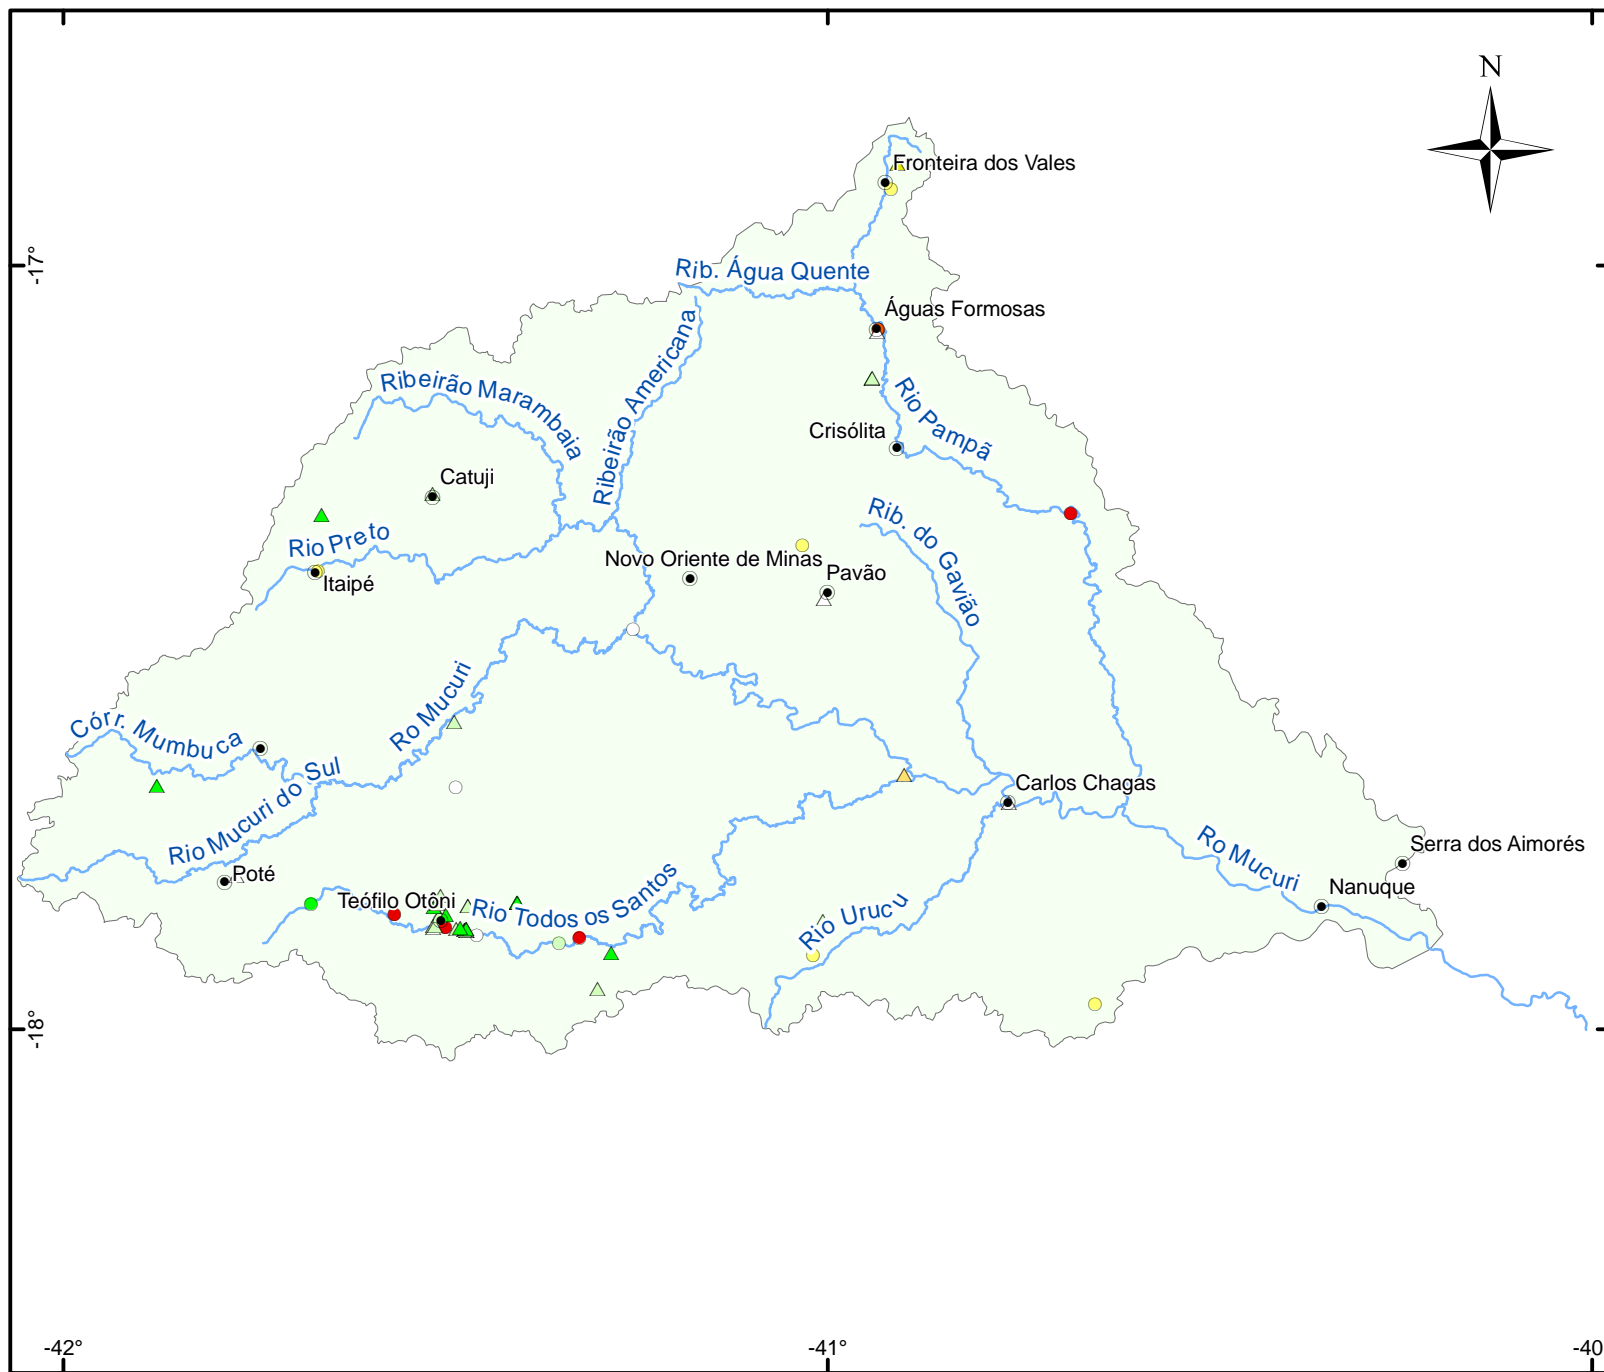 N
Fronteira dos Vales
-17°
Rib. Água Quente
Águas Formosas
Ribeirão Americana
Ribeirão Marambaia
Rio Pampã
Crisólita
Catuji
Rib. do Gavião
Rio Preto
Novo Oriente de Minas
Pavão
Itaipé
Ro Mucuri
Córr. Mumbuca
Rio Mucuri do Sul
Carlos Chagas
Ro Mucuri
Serra dos Aimorés
Poté
Nanuque
Teófilo Otôni
Rio Todos os Santos
Rio Urucu
-18°
-42°
-41°
-40